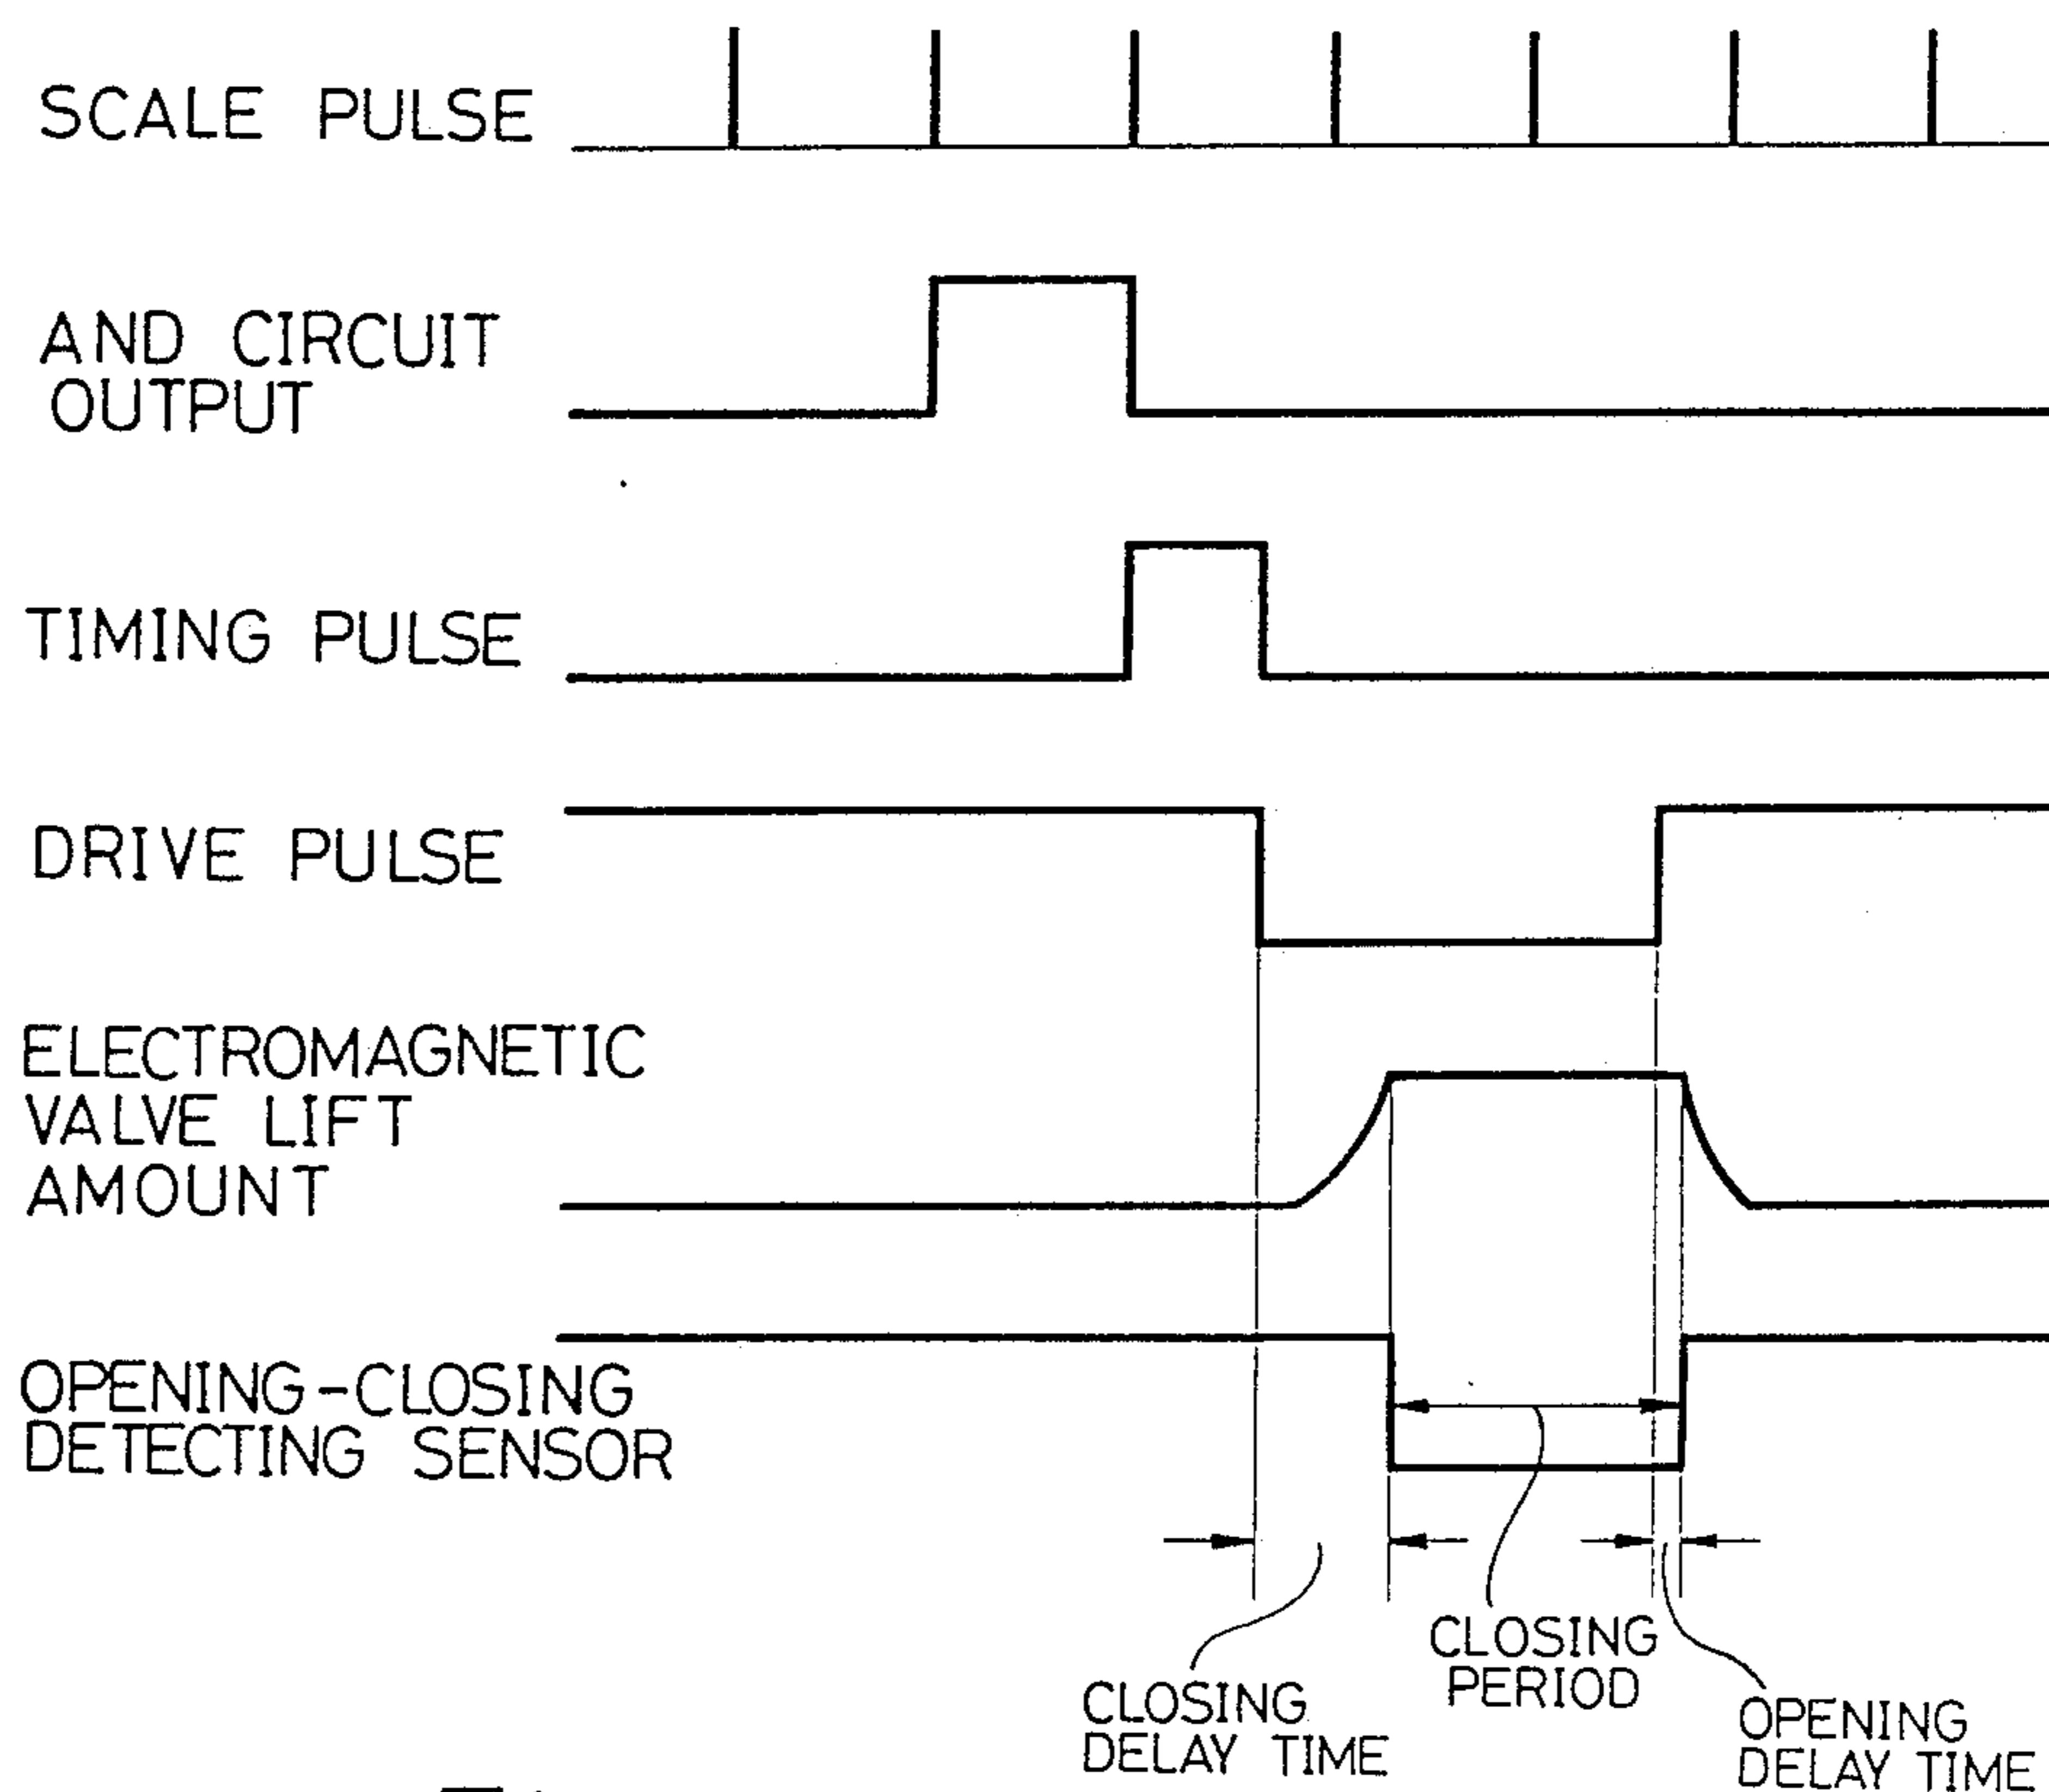 SCALE PULSE
AND CIRCUIT
OUTPUT
TIMING PULSE
DRIVE PULSE
ELECTROMAGNETIC
VALVE LIFT
AMOUNT
OPENING-CLOSING
DETECTING SENSOR
CLOSING
DELAY TIME
CLOSING
PERIOD
OPENING
DELAY TIME